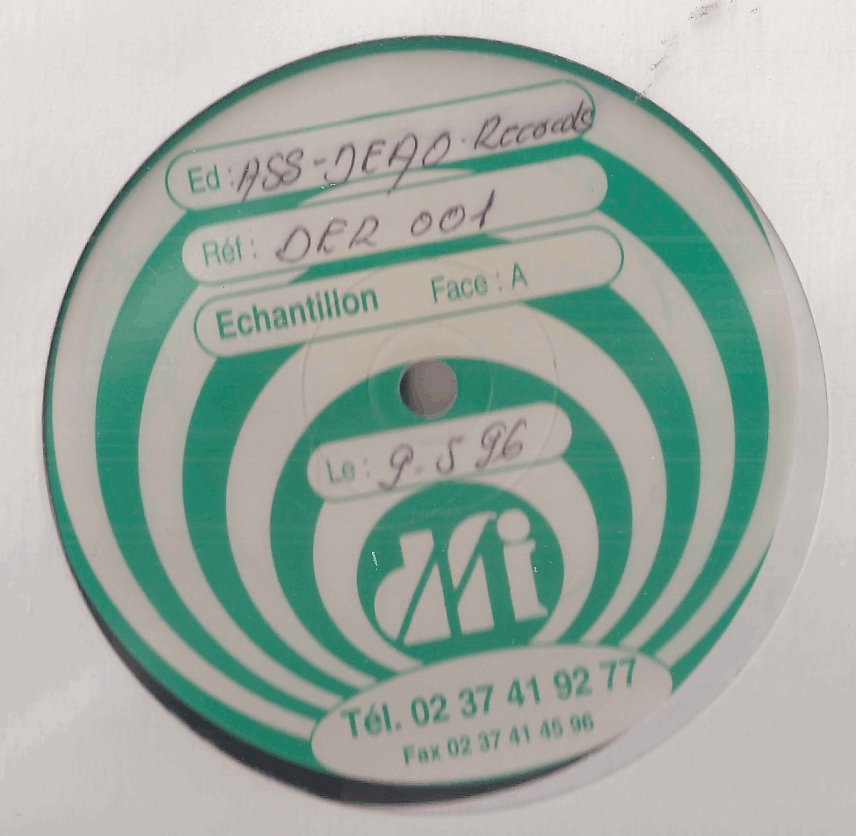 Ed : ASS-DEAD. Records
Réf : DER 001
Echantillon Face : A
Le : 9.5 96
dMi
Tél. 02 37 41 92 77
Fax 02 37 41 45 96